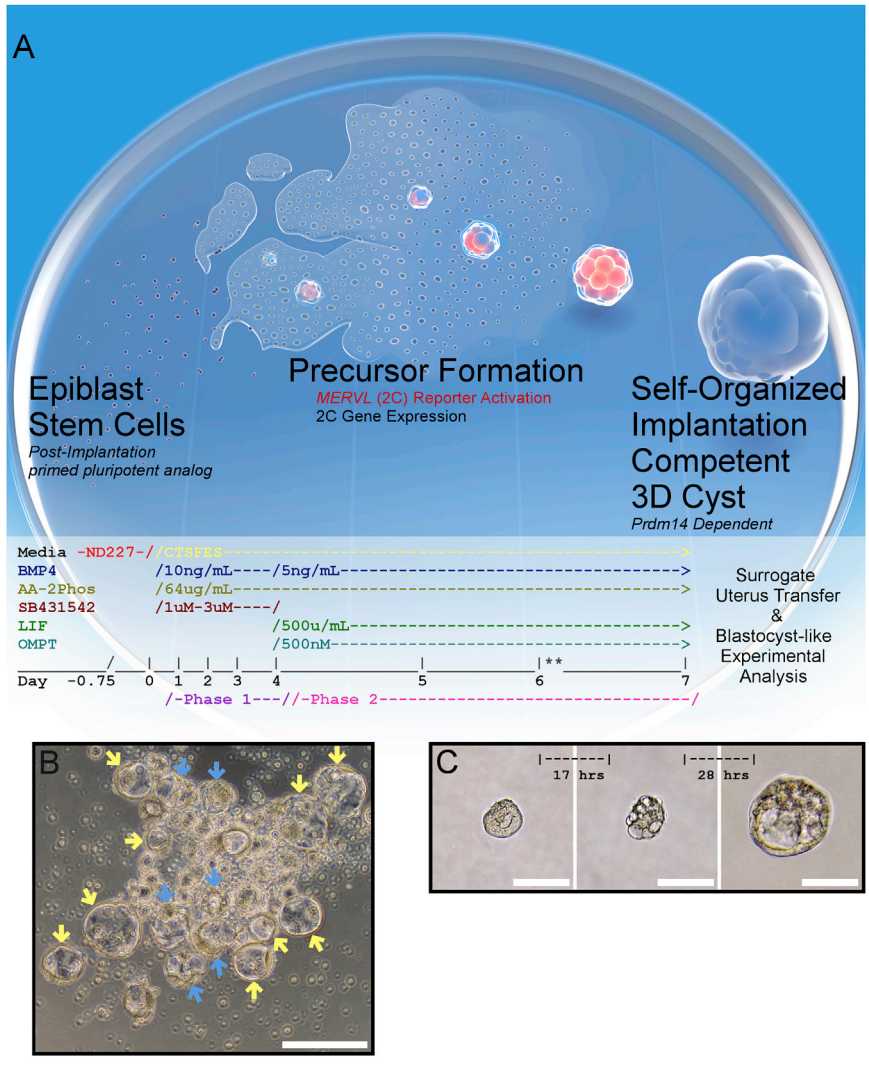 A
Epiblast
Stem Cells
Post-Implantation
primed pluripotent analog
Precursor Formation
MERVL (2C) Reporter Activation
2C Gene Expression
Self-Organized
Implantation
Competent
3D Cyst
Prdm14 Dependent
Media -ND227-//CTSFES------------------------------------------------>
BMP4 /10ng/mL----/5ng/mL------------------------------------>
AA-2Phos /64ug/mL------------------------------------------------>
SB431542 /1uM-3uM----/
LIF /500u/mL----------------------------------->
OMPT /500nM------------------------------------->
**
Day -0.75 0 1 2 3 4 5 6 7
/-Phase 1---//-Phase 2--------------------------------/
Surrogate
Uterus Transfer
&
Blastocyst-like
Experimental
Analysis
B
C
|--------| |--------|
17 hrs 28 hrs